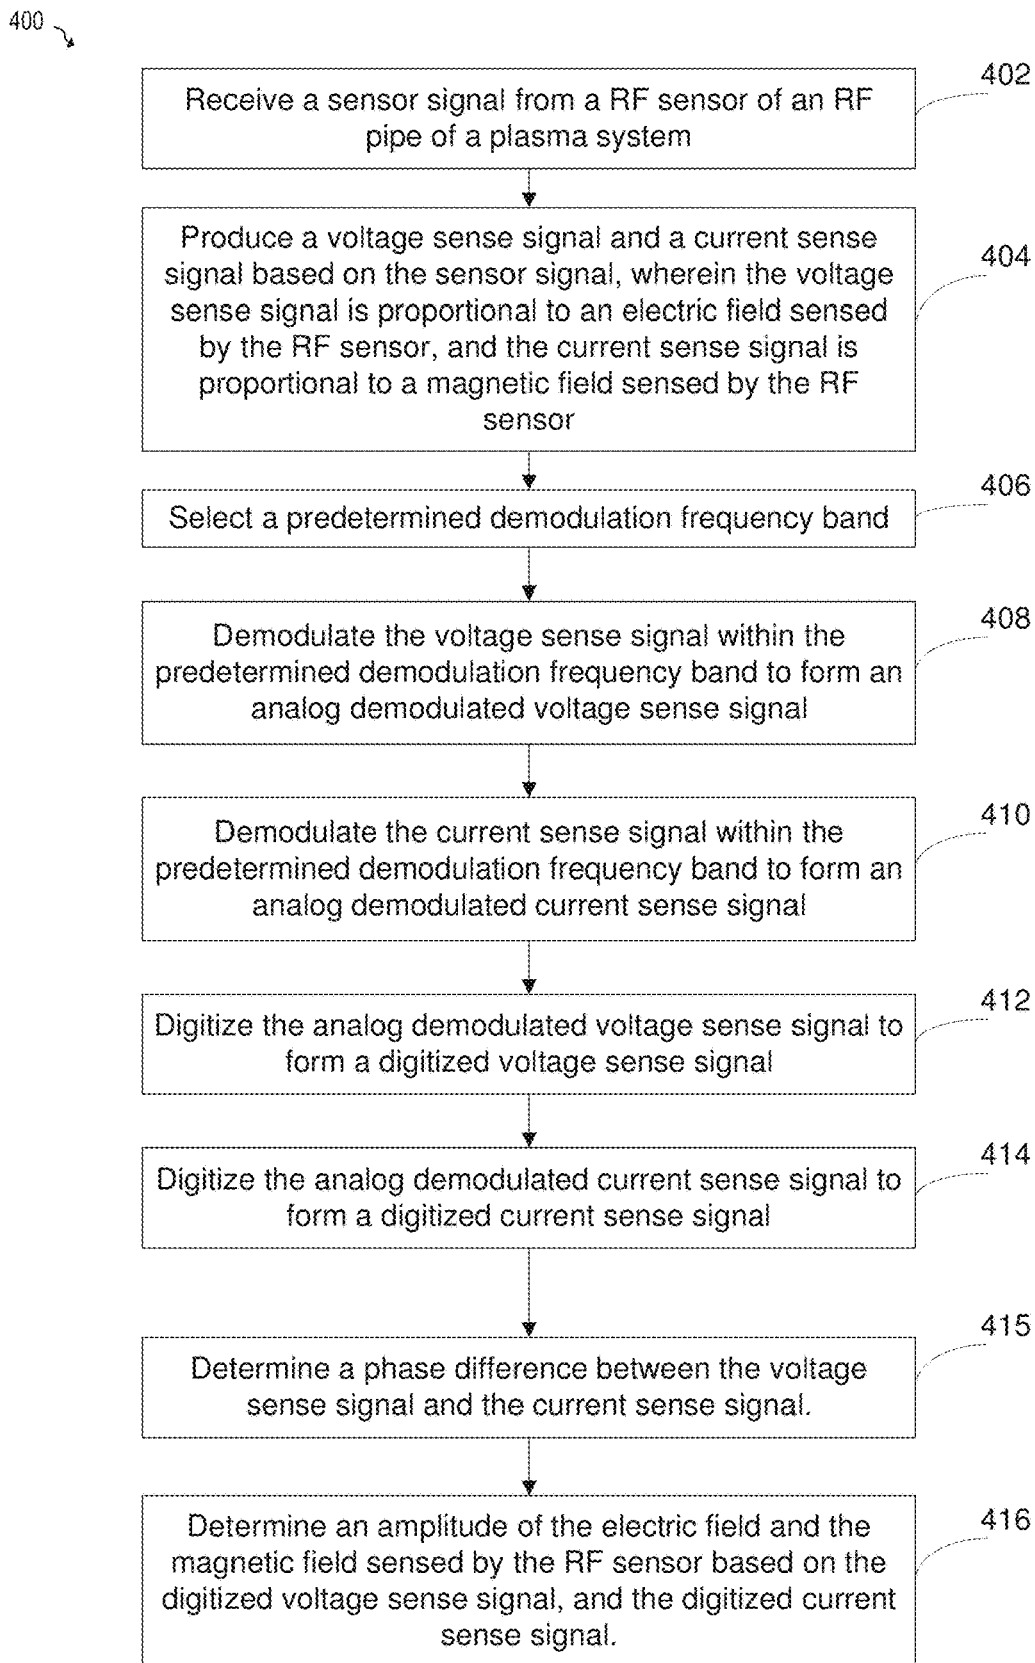 400
402
Receive a sensor signal from a RF sensor of an RF
pipe of a plasma system
404
Produce a voltage sense signal and a current sense
signal based on the sensor signal, wherein the voltage
sense signal is proportional to an electric field sensed
by the RF sensor, and the current sense signal is
proportional to a magnetic field sensed by the RF
sensor
406
Select a predetermined demodulation frequency band
408
Demodulate the voltage sense signal within the
predetermined demodulation frequency band to form an
analog demodulated voltage sense signal
410
Demodulate the current sense signal within the
predetermined demodulation frequency band to form an
analog demodulated current sense signal
412
Digitize the analog demodulated voltage sense signal to
form a digitized voltage sense signal
414
Digitize the analog demodulated current sense signal to
form a digitized current sense signal
415
Determine a phase difference between the voltage
sense signal and the current sense signal.
416
Determine an amplitude of the electric field and the
magnetic field sensed by the RF sensor based on the
digitized voltage sense signal, and the digitized current
sense signal.